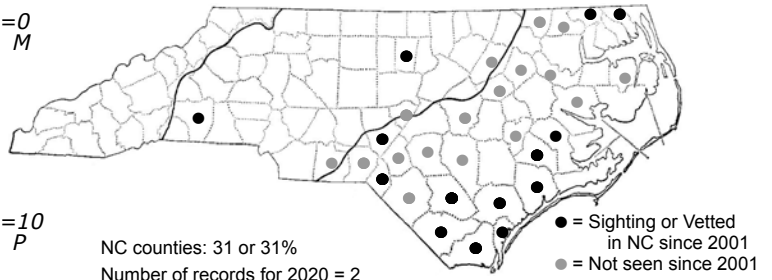 =0
M
=10
P
NC counties: 31 or 31%
Number of records for 2020 = 2
= Sighting or Vetted
in NC since 2001
= Not seen since 2001